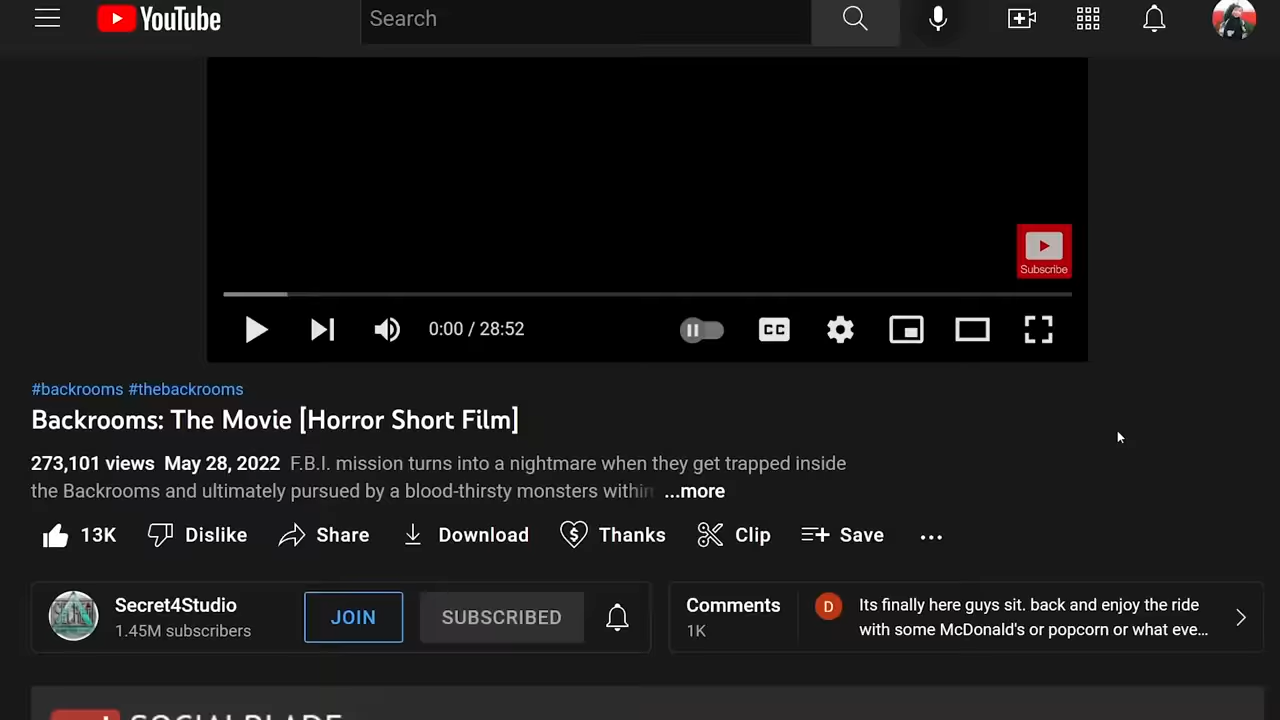 YouTube
Search
Subscribe
0:00 / 28:52
CC
#backrooms #thebackrooms
Backrooms: The Movie [Horror Short Film]
273,101 views May 28, 2022 F.B.I. mission turns into a nightmare when they get trapped inside
the Backrooms and ultimately pursued by a blood-thirsty monsters within ...more
13K Dislike Share Download Thanks Clip Save
Secret4Studio
1.45M subscribers
JOIN
SUBSCRIBED
Comments
1K
D
Its finally here guys sit. back and enjoy the ride
with some McDonald's or popcorn or what eve...
SOCIALBLADE